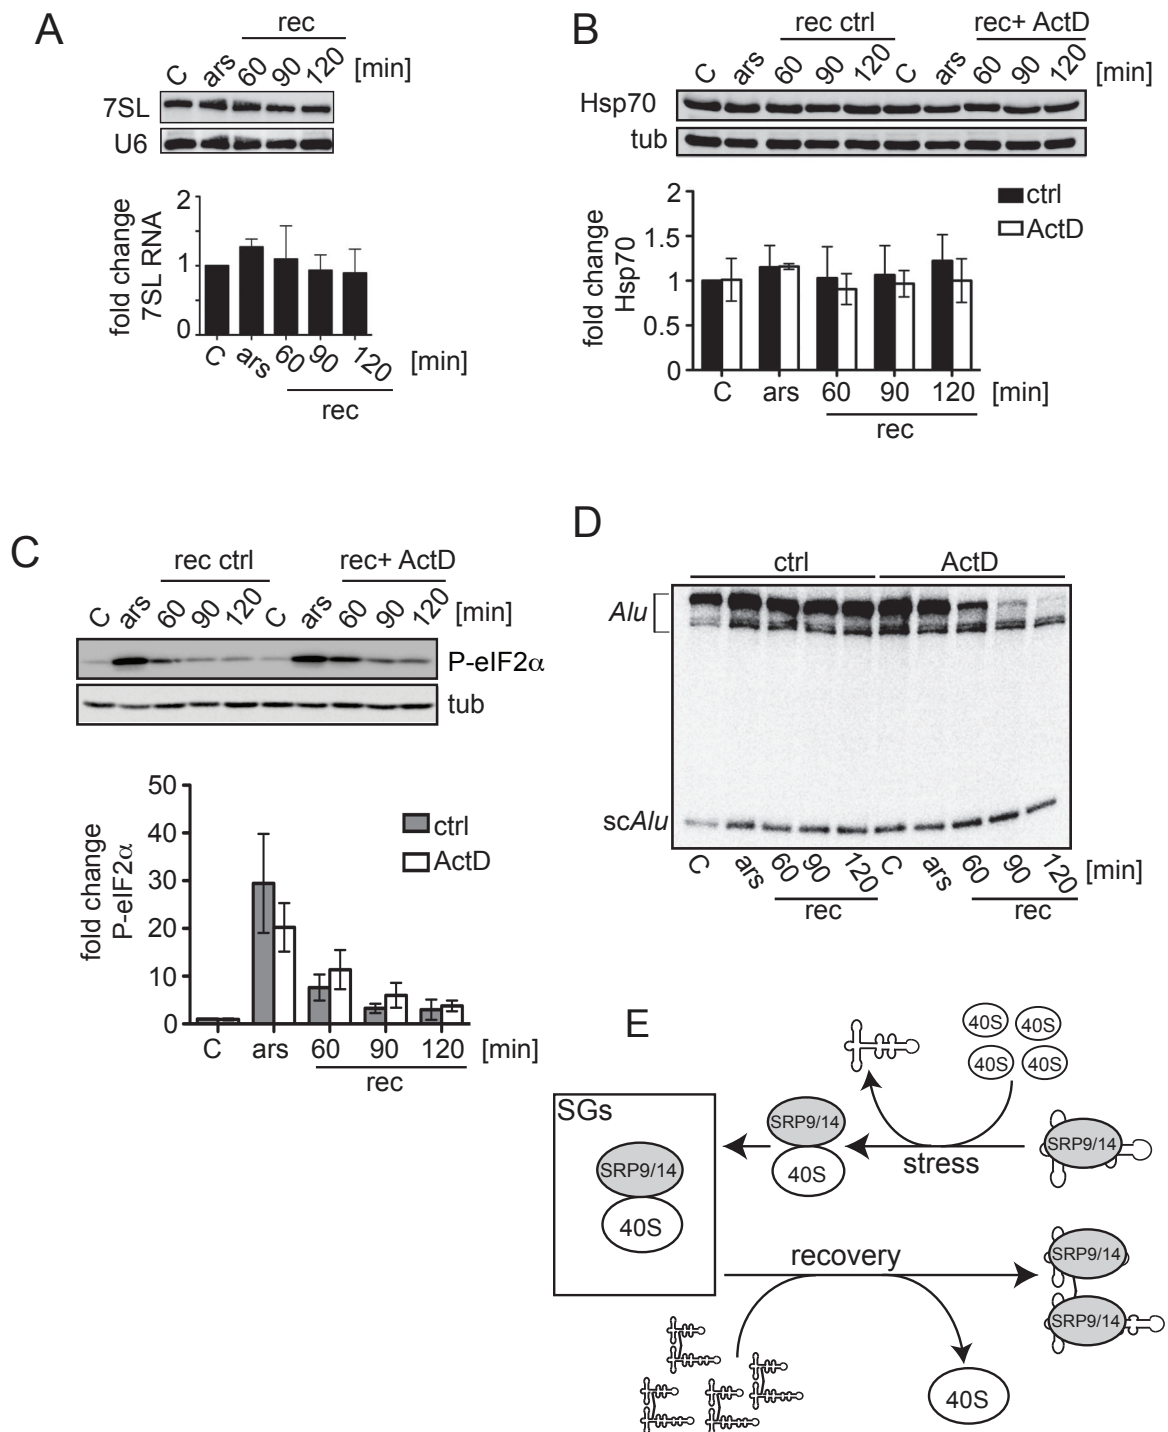 A
rec
C ars 60 90 120 [min]
7SL
U6
fold change
7SL RNA
2
1
0
C ars 60 90 120 [min]
rec
B
rec ctrl rec+ ActD
C ars 60 90 120 C ars 60 90 120 [min]
Hsp70
tub
fold change
Hsp70
2
1.5
1
0.5
0
ctrl
ActD
C ars 60 90 120 [min]
rec
C
rec ctrl rec+ ActD
C ars 60 90 120 C ars 60 90 120 [min]
P-eIF2α
tub
fold change
P-eIF2α
50
40
30
20
10
0
ctrl
ActD
C ars 60 90 120 [min]
rec
D
ctrl ActD
Alu
scAlu
C ars 60 90 120 C ars 60 90 120 [min]
rec rec
E
40S 40S
40S 40S
SGs
SRP9/14
40S
SRP9/14
40S
stress
SRP9/14
recovery
SRP9/14
SRP9/14
40S